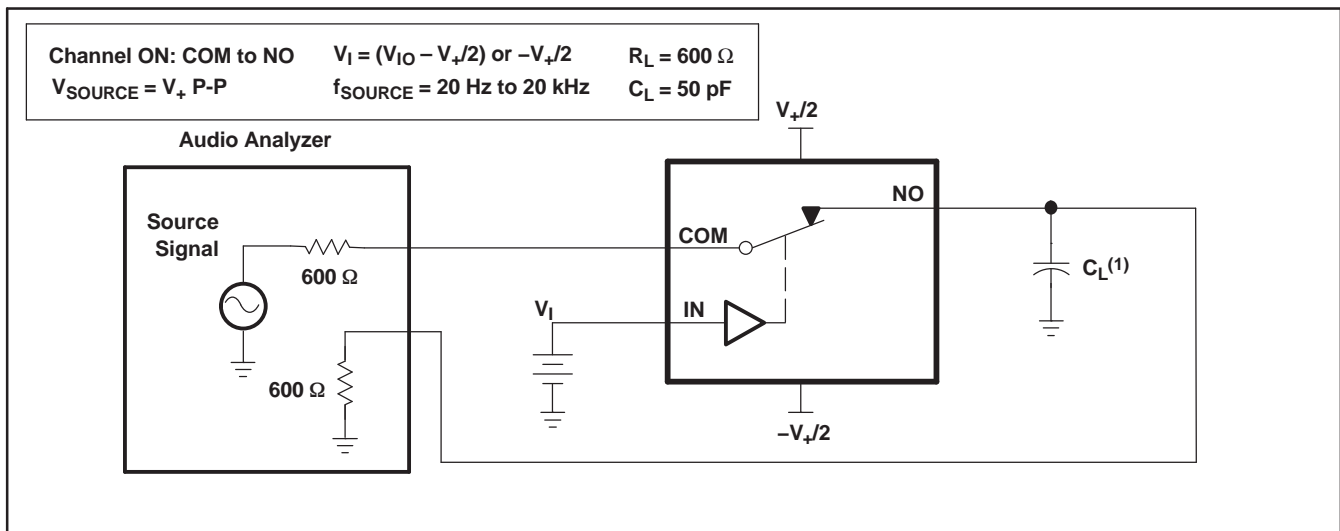 Channel ON: COM to NO V_I = (V_IO – V_+/2) or –V_+/2 R_L = 600 Ω
V_SOURCE = V_+ P-P f_SOURCE = 20 Hz to 20 kHz C_L = 50 pF
V_+/2
Audio Analyzer
NO
Source
Signal
COM
600 Ω
C_L(1)
V_I
IN
600 Ω
–V_+/2